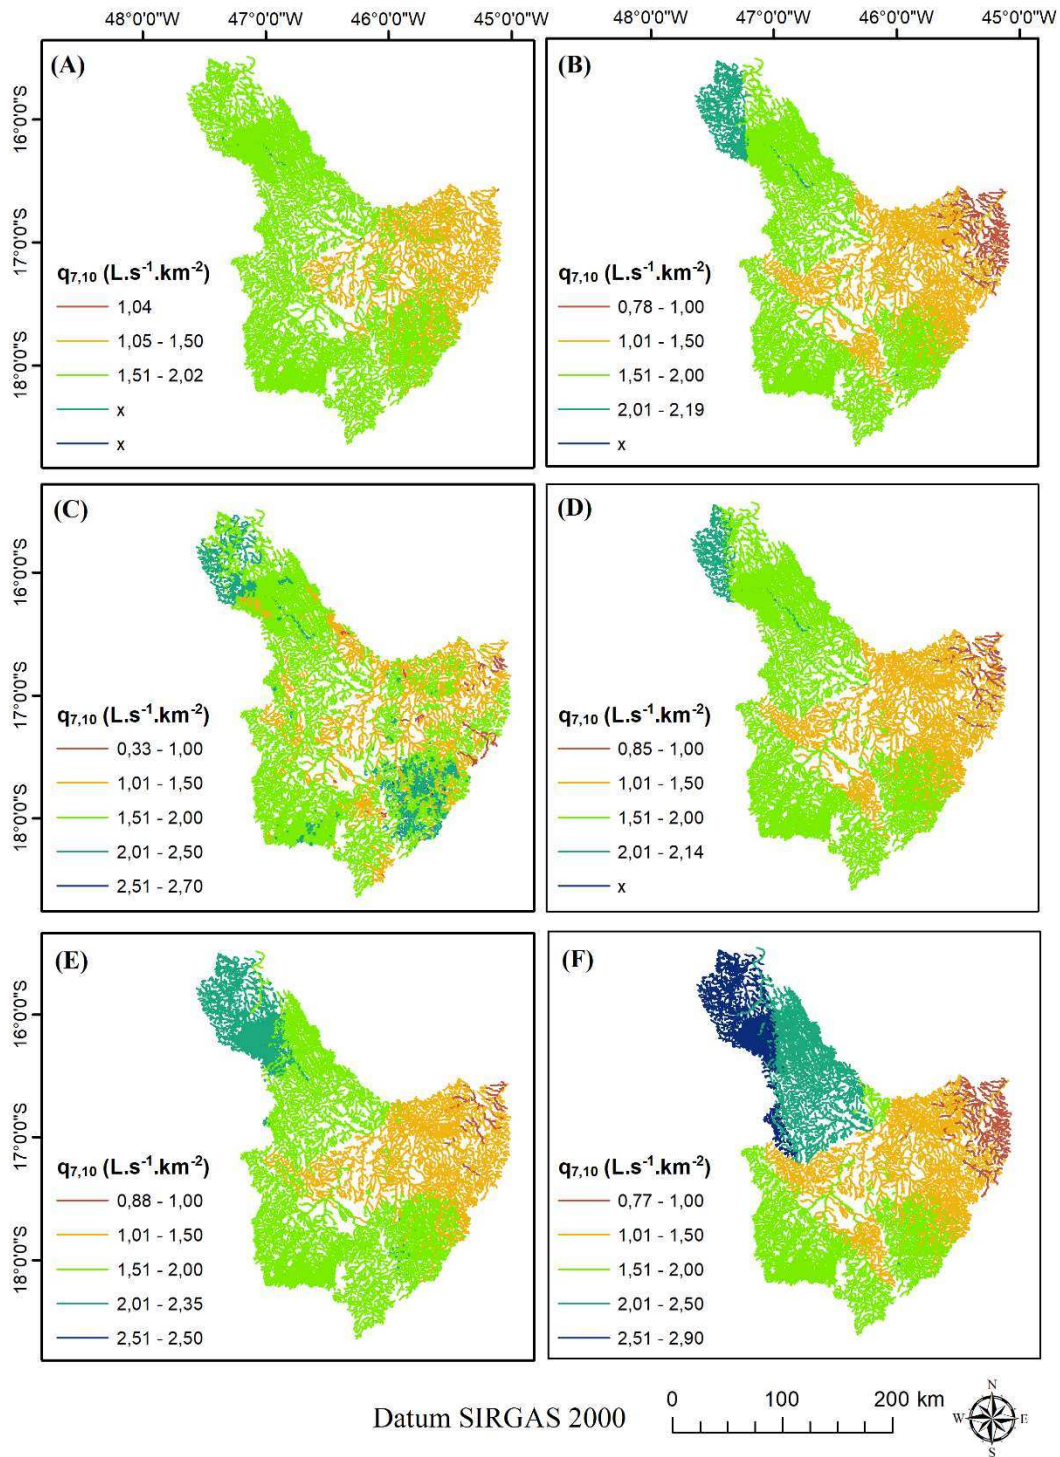 48°0'0"W 47°0'0"W 46°0'0"W 45°0'0"W 48°0'0"W 47°0'0"W 46°0'0"W 45°0'0"W
(A)
16°0'0"S
17°0'0"S
18°0'0"S
q7,10 (L.s-1.km-2)
1,04
1,05 - 1,50
1,51 - 2,02
x
x
(B)
q7,10 (L.s-1.km-2)
0,78 - 1,00
1,01 - 1,50
1,51 - 2,00
2,01 - 2,19
x
(C)
16°0'0"S
17°0'0"S
18°0'0"S
q7,10 (L.s-1.km-2)
0,33 - 1,00
1,01 - 1,50
1,51 - 2,00
2,01 - 2,50
2,51 - 2,70
(D)
q7,10 (L.s-1.km-2)
0,85 - 1,00
1,01 - 1,50
1,51 - 2,00
2,01 - 2,14
x
(E)
16°0'0"S
17°0'0"S
18°0'0"S
q7,10 (L.s-1.km-2)
0,88 - 1,00
1,01 - 1,50
1,51 - 2,00
2,01 - 2,35
2,51 - 2,50
(F)
q7,10 (L.s-1.km-2)
0,77 - 1,00
1,01 - 1,50
1,51 - 2,00
2,01 - 2,50
2,51 - 2,90
Datum SIRGAS 2000
0 100 200 km
N
W E
S